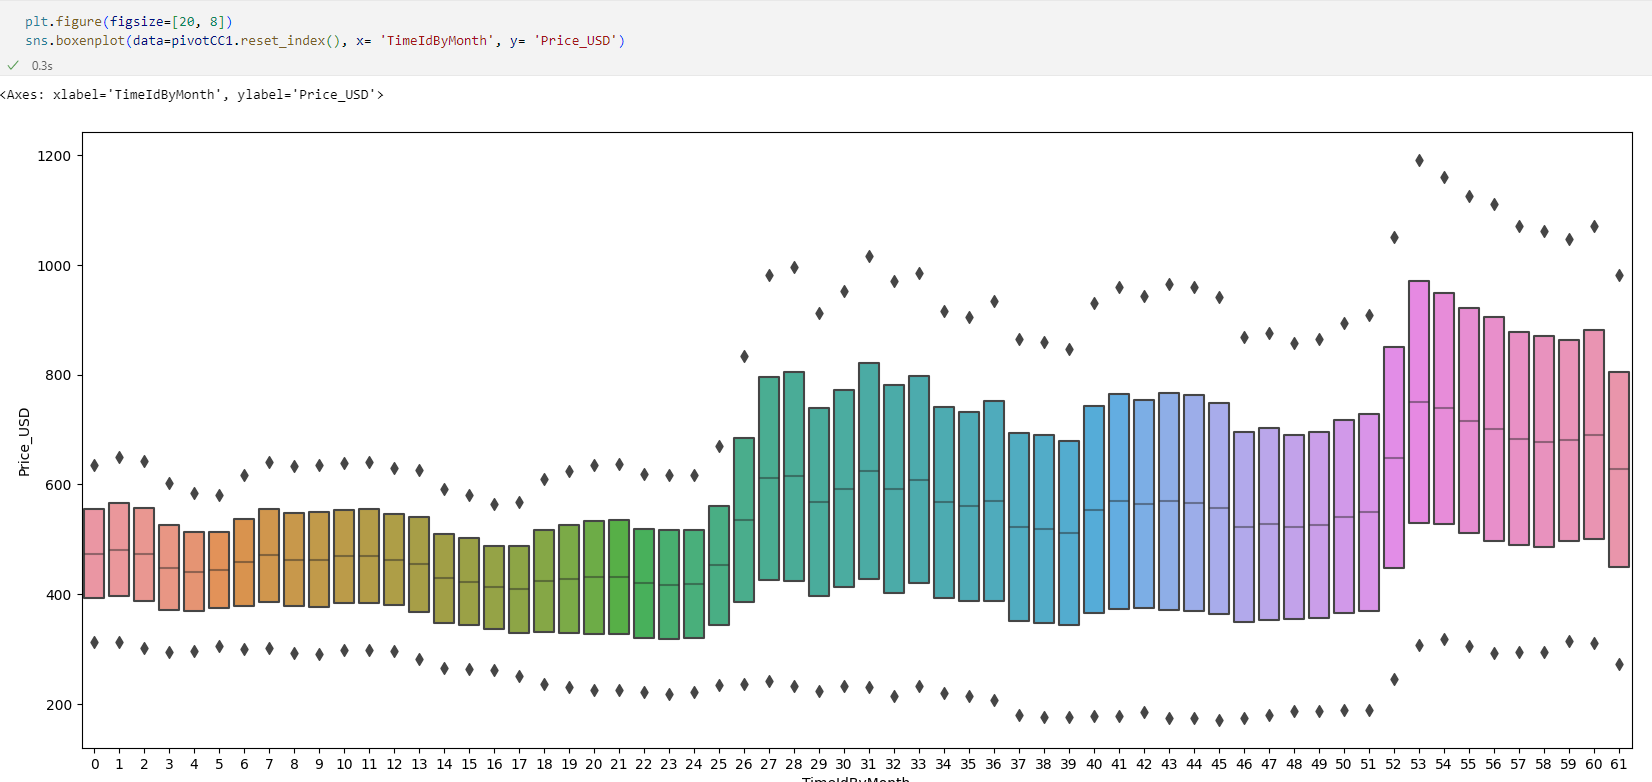 plt.figure(figsize=[20, 8])
sns.boxenplot(data=pivotCC1.reset_index(), x= 'TimeIdByMonth', y= 'Price_USD')
0.3s
<Axes: xlabel='TimeIdByMonth', ylabel='Price_USD'>
1200
1000
800
600
400
200
Price_USD
0 1 2 3 4 5 6 7 8 9 10 11 12 13 14 15 16 17 18 19 20 21 22 23 24 25 26 27 28 29 30 31 32 33 34 35 36 37 38 39 40 41 42 43 44 45 46 47 48 49 50 51 52 53 54 55 56 57 58 59 60 61
TimeIdByMonth